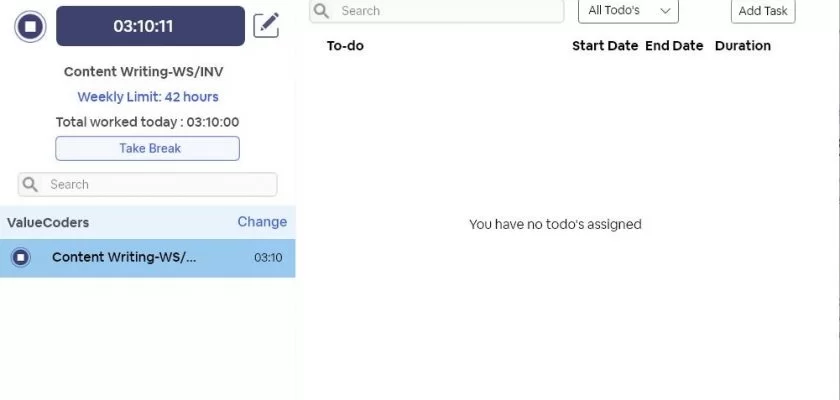 03:10:11
Content Writing-WS/INV
Weekly Limit: 42 hours
Total worked today : 03:10:00
Take Break
Search
ValueCoders Change
Content Writing-WS/... 03:10
Search All Todo's Add Task
To-do Start Date End Date Duration
You have no todo's assigned